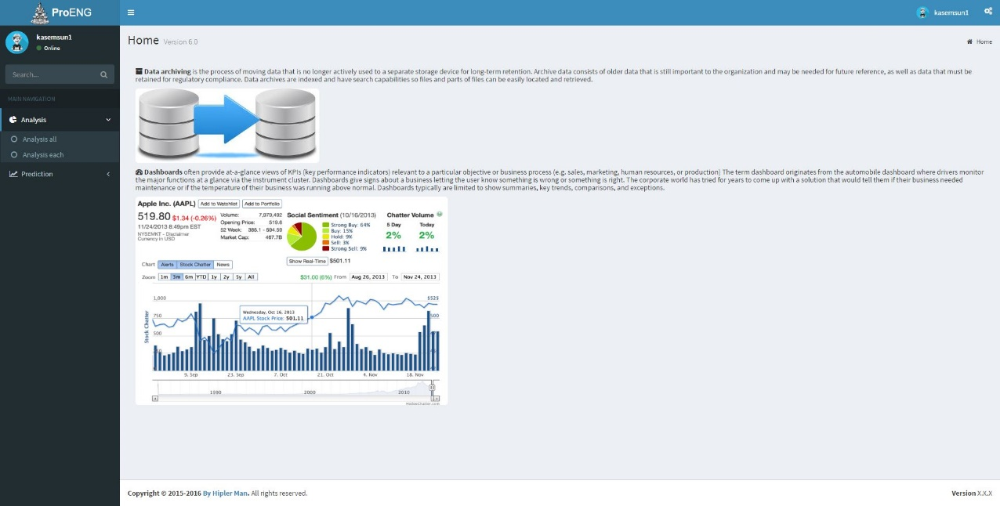 ProENG
kasemsun1
kasemsun1
Online
Search...
MAIN NAVIGATION
Analysis
Analysis all
Analysis each
Prediction
Home Version 6.0
Home
Data archiving is the process of moving data that is no longer actively used to a separate storage device for long-term retention. Archive data consists of older data that is still important to the organization and may be needed for future reference, as well as data that must be
retained for regulatory compliance. Data archives are indexed and have search capabilities so files and parts of files can be easily located and retrieved.
Dashboards often provide at-a-glance views of KPIs (key performance indicators) relevant to a particular objective or business process (e.g. sales, marketing, human resources, or production) The term dashboard originates from the automobile dashboard where drivers monitor
the major functions at a glance via the instrument cluster. Dashboards give signs about a business letting the user know something is wrong or something is right. The corporate world has tried for years to come up with a solution that would tell them if their business needed
maintenance or if the temperature of their business was running above normal. Dashboards typically are limited to show summaries, key trends, comparisons, and exceptions.
Apple Inc. (AAPL) Add to Watchlist Add to Portfolio
519.80 $1.34 (-0.26%)
11/24/2013 8:49pm EST
NYSEMKT - Disclaimer
Currency in USD
Volume: 7,979,492
Opening Price: 519.6
52 Week: 385.1 - 594.59
Market Cap: 467.7B
Social Sentiment (10/16/2013)
Strong Buy: 64%
Buy: 15%
Hold: 9%
Sell: 3%
Strong Sell: 9%
Chatter Volume
5 Day Today
2% 2%
Show Real-Time $501.11
Chart Alerts Stock Chatter News
Zoom 1m 3m 6m YTD 1y 2y 5y All
$31.00 (6%) From Aug 26, 2013 To Nov 24, 2013
1,000 $525
750 500
500
Stock Chatter
Wednesday, Oct 16, 2013
AAPL Stock Price: 501.11
9. Sep 23. Sep 7. Oct 21. Oct 4. Nov 18. Nov
1990 2000 2010
Copyright © 2015-2016 By Hipler Man. All rights reserved.
Version X.X.X